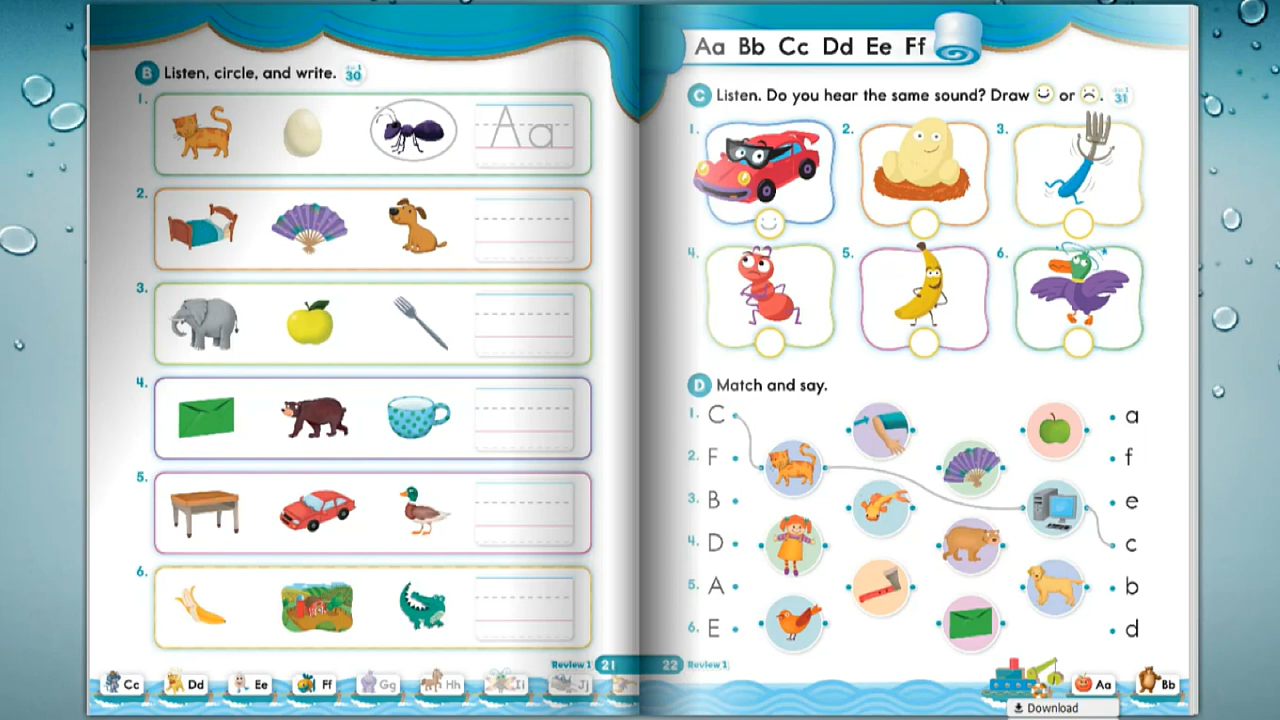 B Listen, circle, and write. 30
1.
Aa
2.
3.
4.
5.
6.
Review 1 21
Cc Dd Ee Ff Gg Hh Ii Jj
Aa Bb Cc Dd Ee Ff
C Listen. Do you hear the same sound? Draw or . 31
1. 2. 3.
4. 5. 6.
D Match and say.
1. C a
2. F f
3. B e
4. D c
5. A b
6. E d
22 Review 1
Aa Bb
Download